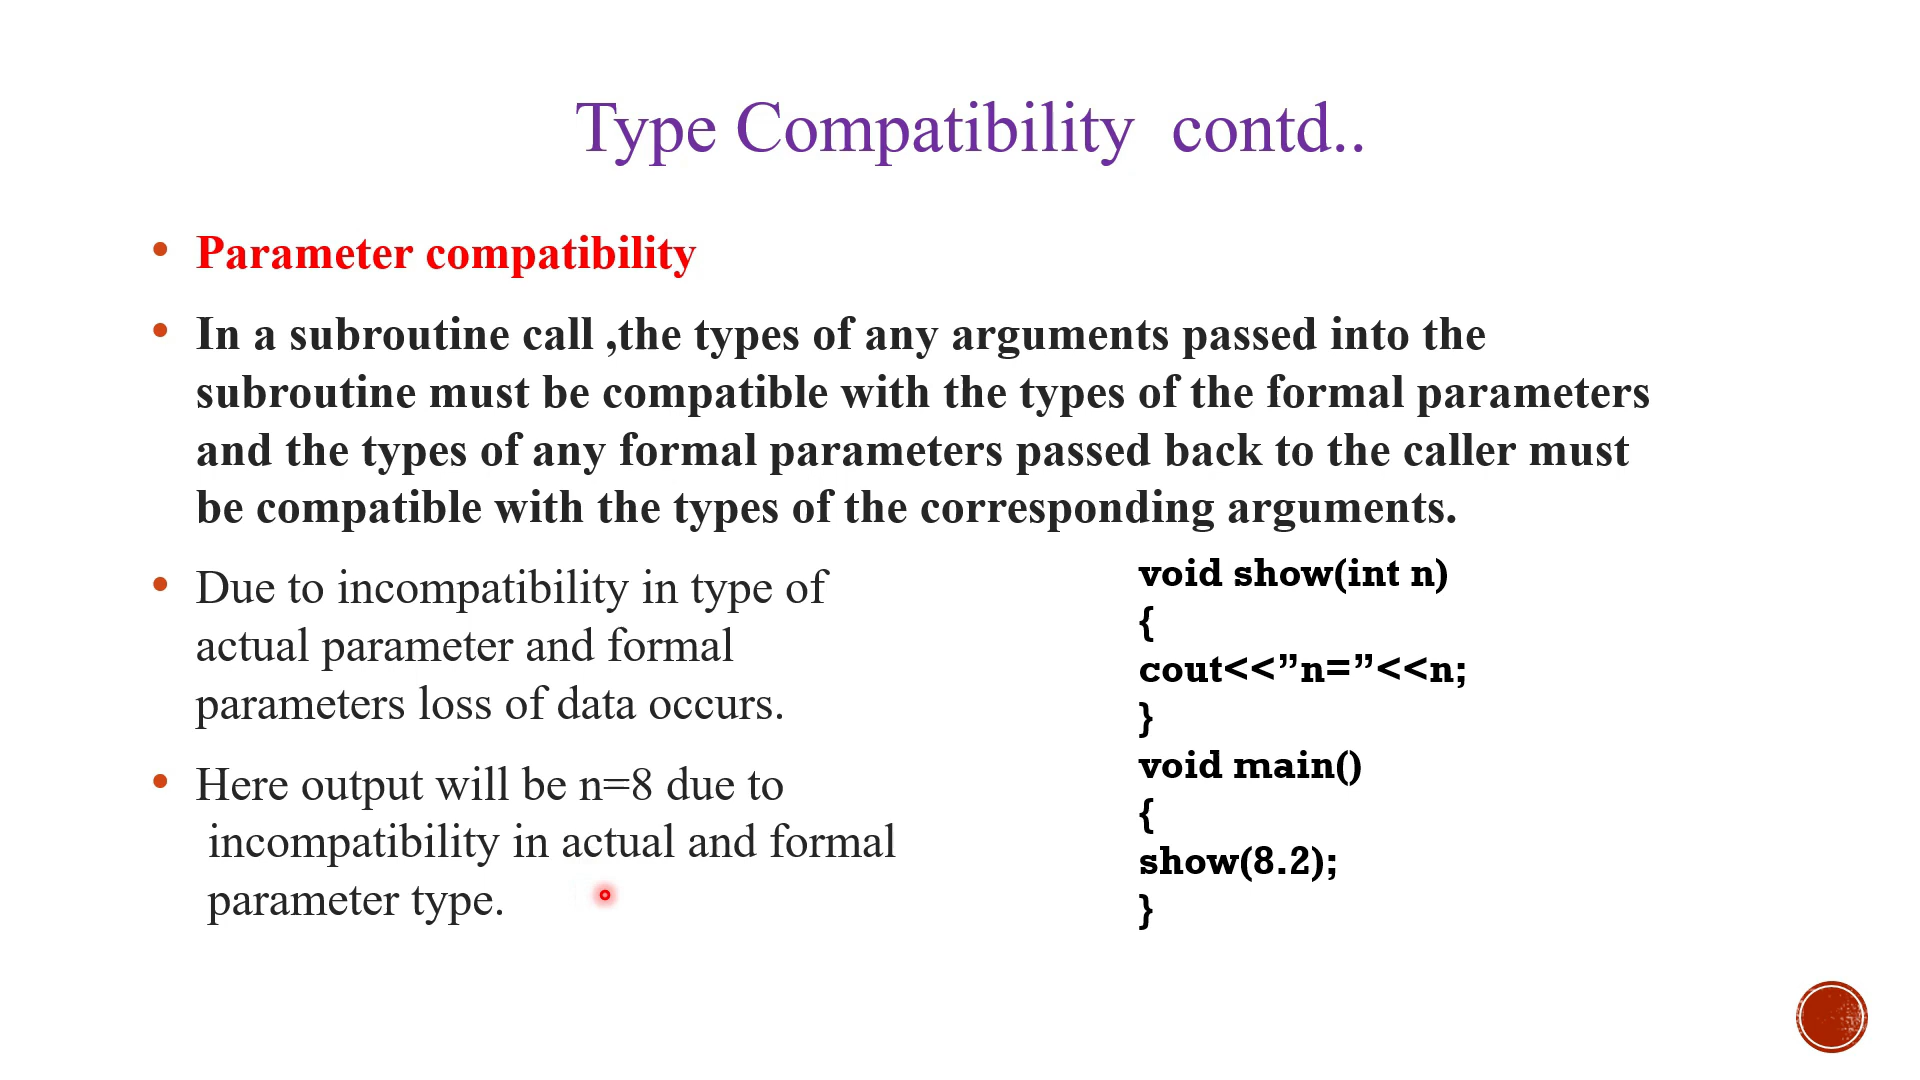 Type Compatibility contd..
• Parameter compatibility
• In a subroutine call ,the types of any arguments passed into the
subroutine must be compatible with the types of the formal parameters
and the types of any formal parameters passed back to the caller must
be compatible with the types of the corresponding arguments.
• Due to incompatibility in type of
actual parameter and formal
parameters loss of data occurs.
• Here output will be n=8 due to
incompatibility in actual and formal
parameter type.
void show(int n)
{
cout<<”n=”<<n;
}
void main()
{
show(8.2);
}